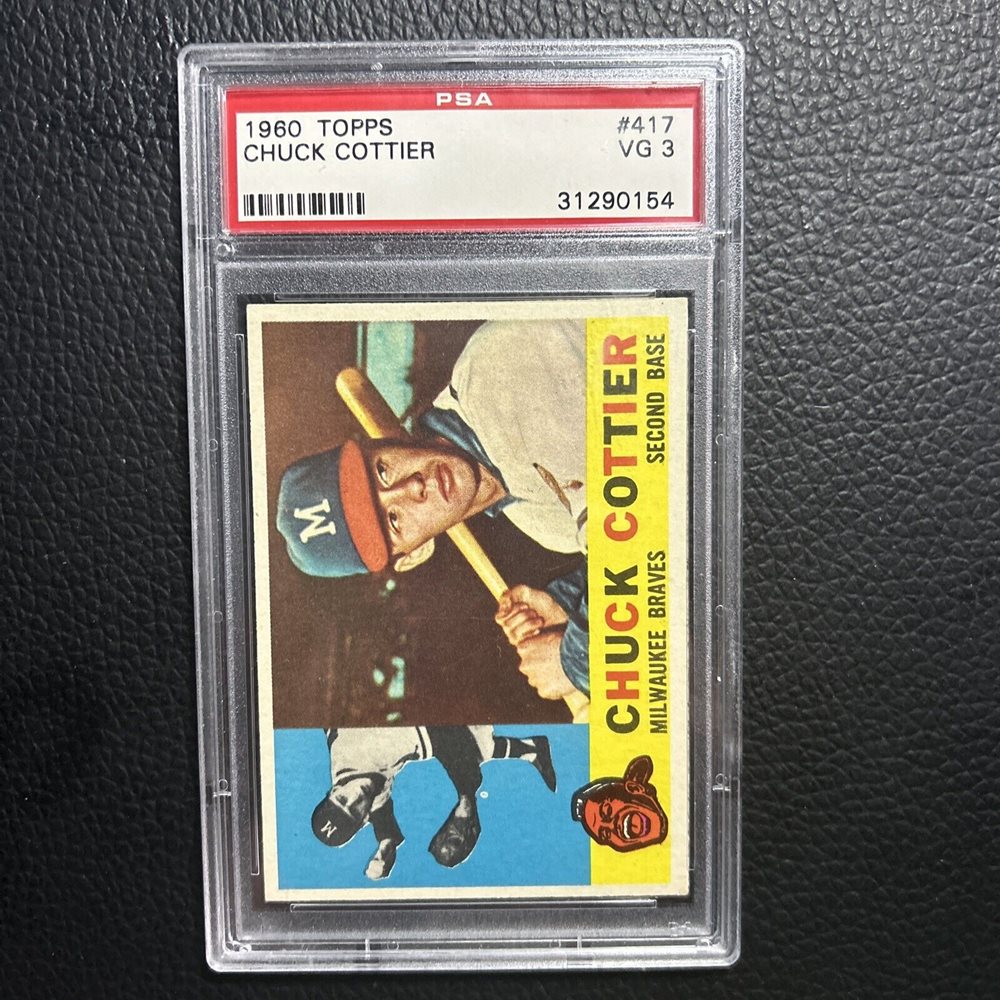 PSA
1960 TOPPS #417
CHUCK COTTIER VG 3
31290154
M
M
CHUCK COTTIER
MILWAUKEE BRAVES SECOND BASE